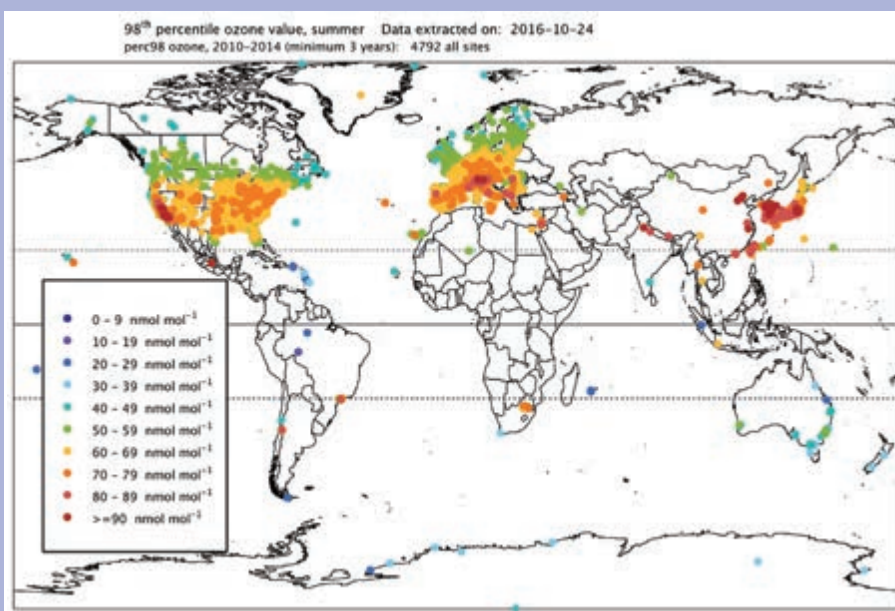 98th percentile ozone value, summer Data extracted on: 2016-10-24
perc98 ozone, 2010-2014 (minimum 3 years): 4792 all sites
0 - 9 nmol mol⁻¹
10 - 19 nmol mol⁻¹
20 - 29 nmol mol⁻¹
30 - 39 nmol mol⁻¹
40 - 49 nmol mol⁻¹
50 - 59 nmol mol⁻¹
60 - 69 nmol mol⁻¹
70 - 79 nmol mol⁻¹
80 - 89 nmol mol⁻¹
>=90 nmol mol⁻¹